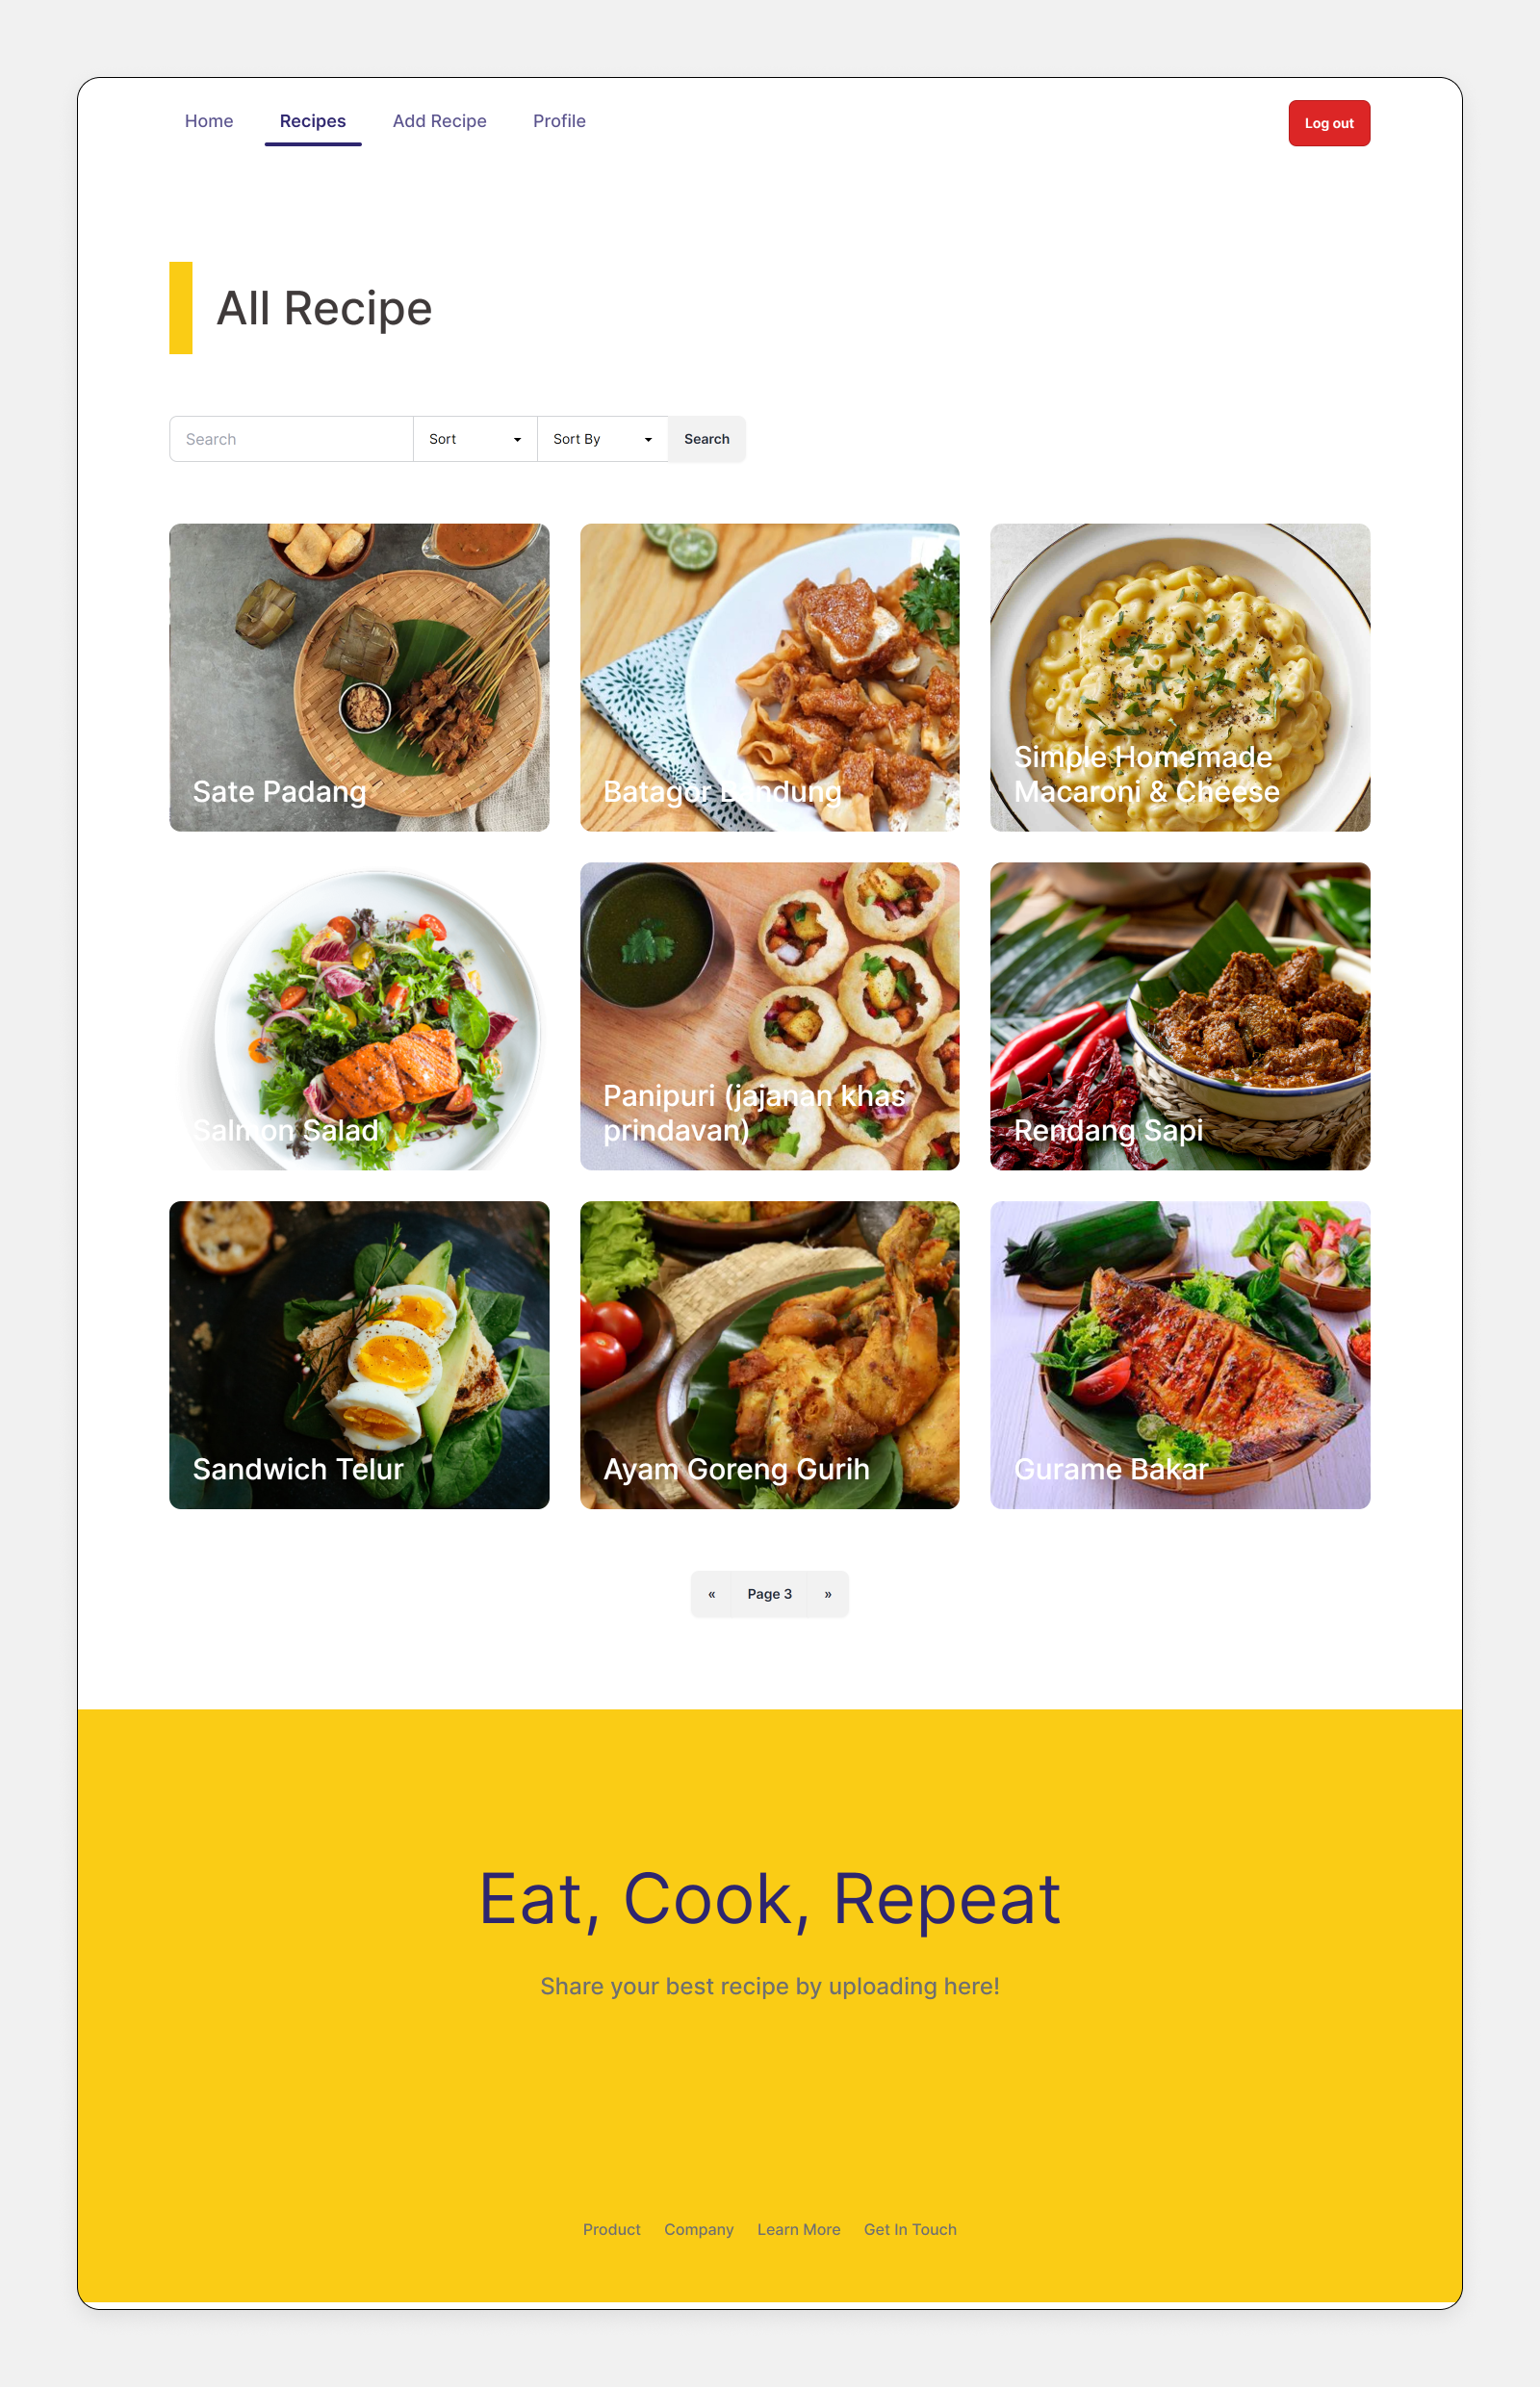 Home Recipes Add Recipe Profile Log out
All Recipe
Search Sort Sort By Search
Sate Padang
Batagor Bandung
Simple Homemade
Macaroni & Cheese
Salmon Salad
Panipuri (jajanan khas
prindavan)
Rendang Sapi
Sandwich Telur
Ayam Goreng Gurih
Gurame Bakar
« Page 3 »
Eat, Cook, Repeat
Share your best recipe by uploading here!
Product Company Learn More Get In Touch